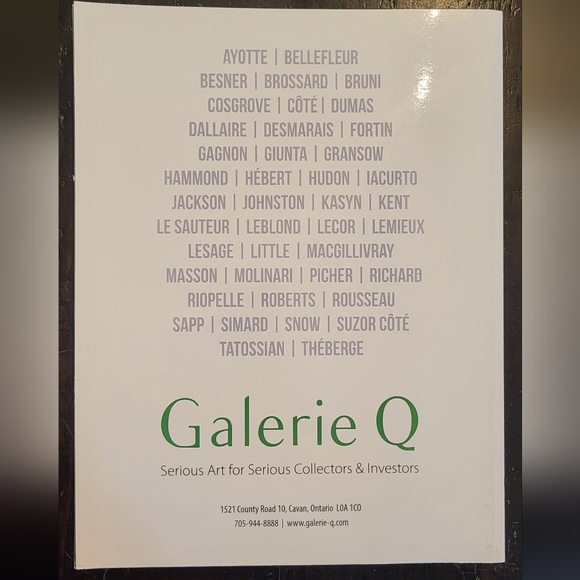 AYOTTE | BELLEFLEUR
BESNER | BROSSARD | BRUNI
COSGROVE | CÔTÉ | DUMAS
DALLAIRE | DESMARAIS | FORTIN
GAGNON | GIUNTA | GRANSOW
HAMMOND | HÉBERT | HUDON | IACURTO
JACKSON | JOHNSTON | KASYN | KENT
LE SAUTEUR | LEBLOND | LECOR | LEMIEUX
LESAGE | LITTLE | MACGILLIVRAY
MASSON | MOLINARI | PICHER | RICHARD
RIOPELLE | ROBERTS | ROUSSEAU
SAPP | SIMARD | SNOW | SUZOR CÔTÉ
TATOSSIAN | THÉBERGE
Galerie Q
Serious Art for Serious Collectors & Investors
1521 County Road 10, Cavan, Ontario L0A 1C0
705-944-8888 | www.galerie-q.com